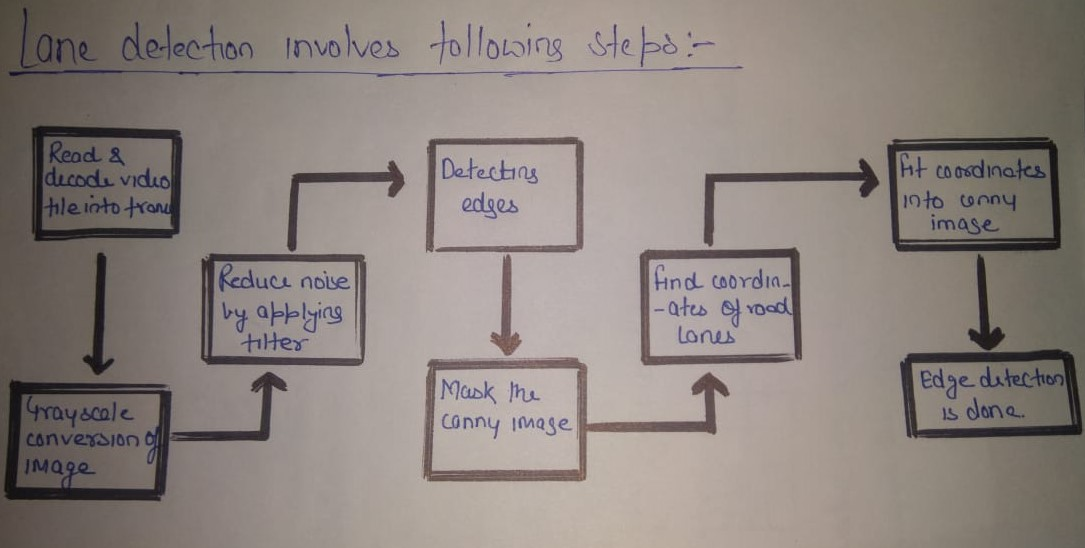 Lane detection involves following steps:-
Read &
decode video
file into frame
Grayscale
conversion of
image
Reduce noise
by applying
filter
Detecting
edges
Mask the
canny image
find coordin-
-ates of road
lanes
fit coordinates
into canny
image
Edge detection
is done.